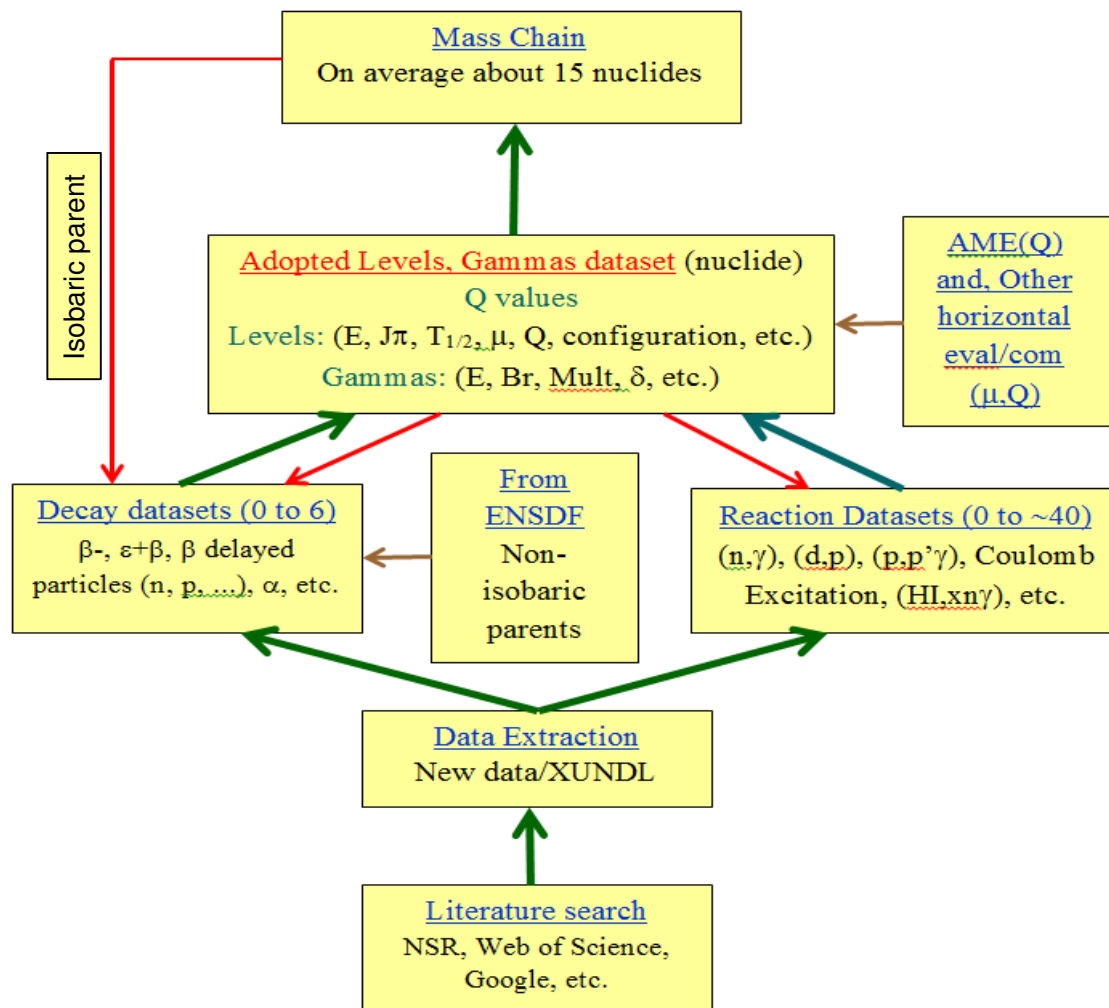 Mass Chain
On average about 15 nuclides
Isobaric parent
Adopted Levels, Gammas dataset (nuclide)
Q values
Levels: (E, Jπ, T1/2, μ, Q, configuration, etc.)
Gammas: (E, Br, Mult, δ, etc.)
AME(Q)
and, Other
horizontal
eval/com
(μ,Q)
Decay datasets (0 to 6)
β-, ε+β, β delayed
particles (n, p, ...), α, etc.
From
ENSDF
Non-
isobaric
parents
Reaction Datasets (0 to ~40)
(n,γ), (d,p), (p,p’γ), Coulomb
Excitation, (HI,xnγ), etc.
Data Extraction
New data/XUNDL
Literature search
NSR, Web of Science,
Google, etc.